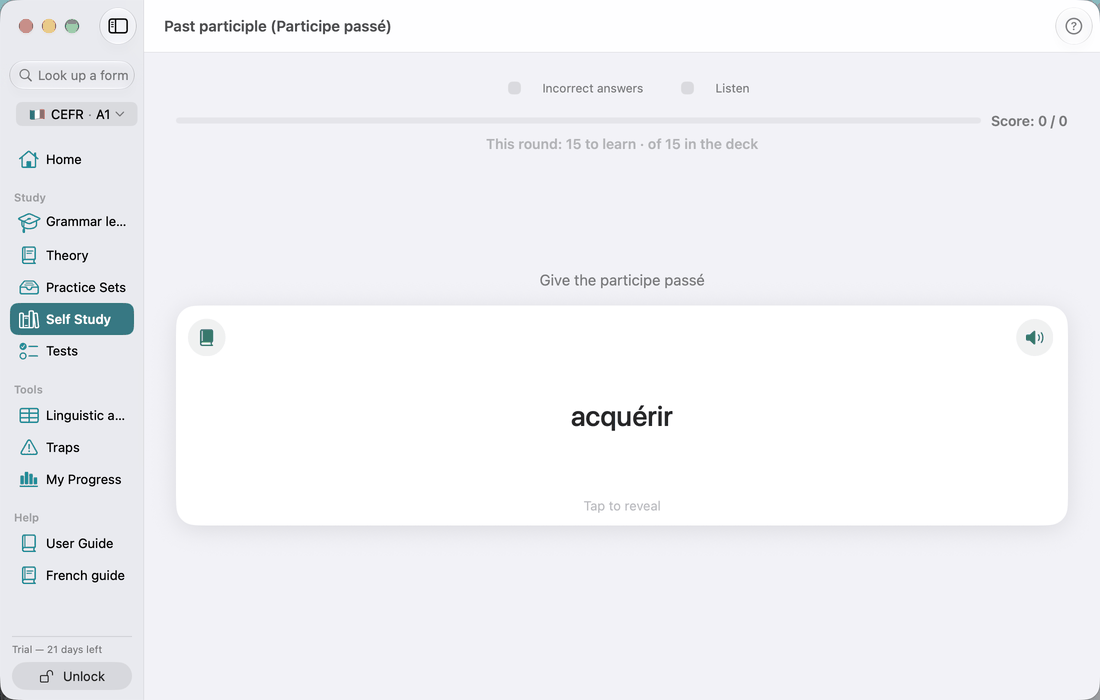 Past participle (Participe passé)
?
Look up a form
CEFR · A1
Home
Study
Grammar le...
Theory
Practice Sets
Self Study
Tests
Tools
Linguistic a...
Traps
My Progress
Help
User Guide
French guide
Trial — 21 days left
Unlock
Incorrect answers
Listen
Score: 0 / 0
This round: 15 to learn · of 15 in the deck
Give the participe passé
acquérir
Tap to reveal